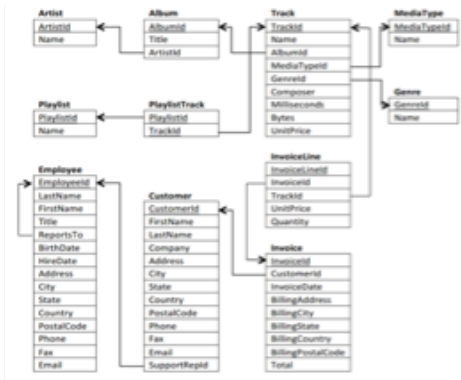 Artist
ArtistId
Name
Album
AlbumId
Title
ArtistId
Track
TrackId
Name
AlbumId
MediaTypeId
GenreId
Composer
Milliseconds
Bytes
UnitPrice
MediaType
MediaTypeId
Name
Genre
GenreId
Name
Playlist
PlaylistId
Name
PlaylistTrack
PlaylistId
TrackId
InvoiceLine
InvoiceLineId
InvoiceId
TrackId
UnitPrice
Quantity
Employee
EmployeeId
LastName
FirstName
Title
ReportsTo
BirthDate
HireDate
Address
City
State
Country
PostalCode
Phone
Fax
Email
Customer
CustomerId
FirstName
LastName
Company
Address
City
State
Country
PostalCode
Phone
Fax
Email
SupportRepId
Invoice
InvoiceId
CustomerId
InvoiceDate
BillingAddress
BillingCity
BillingState
BillingCountry
BillingPostalCode
Total